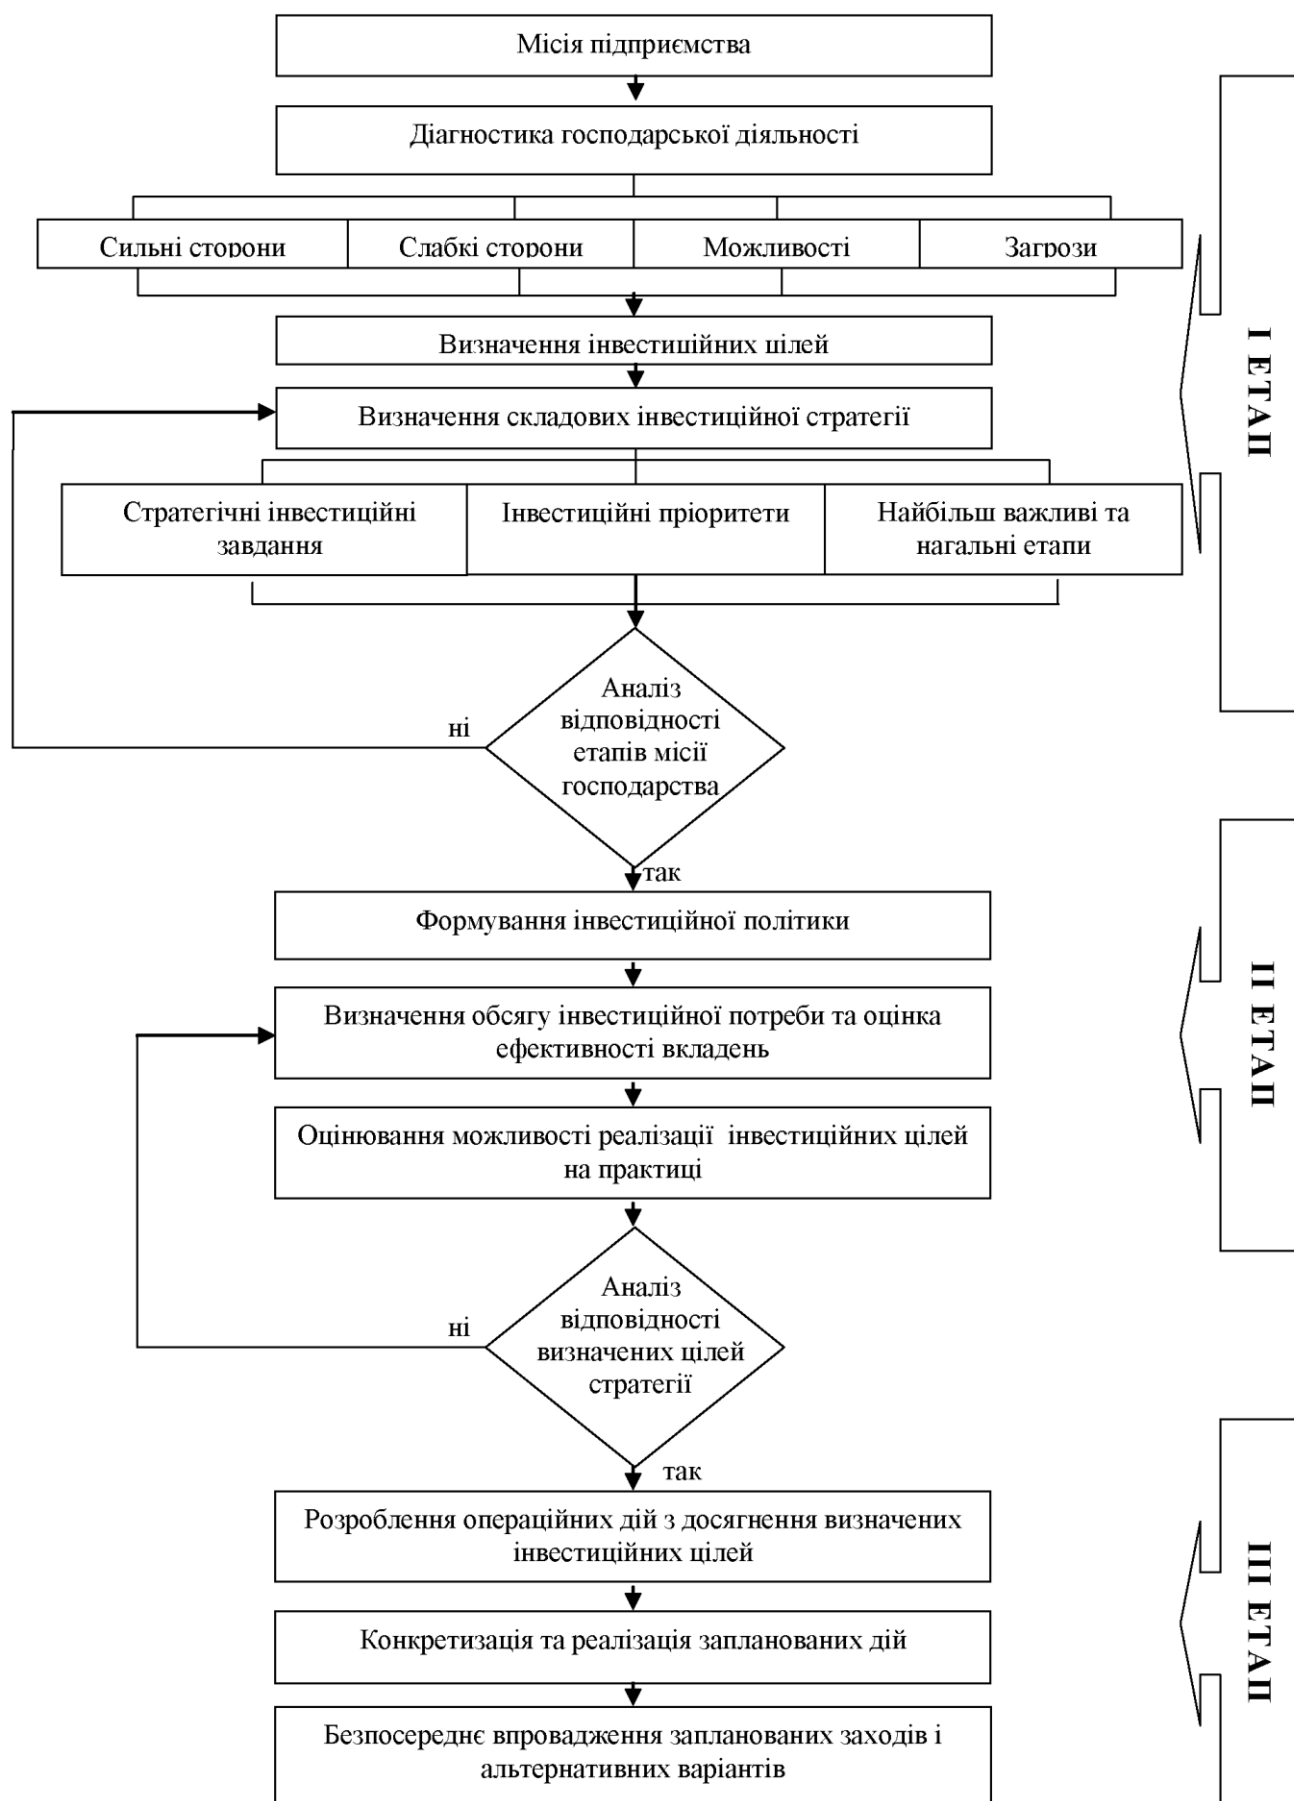 Місія підприємства
Діагностика господарської діяльності
Сильні сторони
Слабкі сторони
Можливості
Загрози
Визначення інвестиційних цілей
Визначення складових інвестиційної стратегії
Стратегічні інвестиційні
завдання
Інвестиційні пріоритети
Найбільш важливі та
нагальні етапи
І ЕТАП
Аналіз
відповідності
етапів місії
господарства
ні
так
Формування інвестиційної політики
Визначення обсягу інвестиційної потреби та оцінка
ефективності вкладень
Оцінювання можливості реалізації інвестиційних цілей
на практиці
ІІ ЕТАП
Аналіз
відповідності
визначених цілей
стратегії
ні
так
Розроблення операційних дій з досягнення визначених
інвестиційних цілей
Конкретизація та реалізація запланованих дій
Безпосереднє впровадження запланованих заходів і
альтернативних варіантів
ІІІ ЕТАП